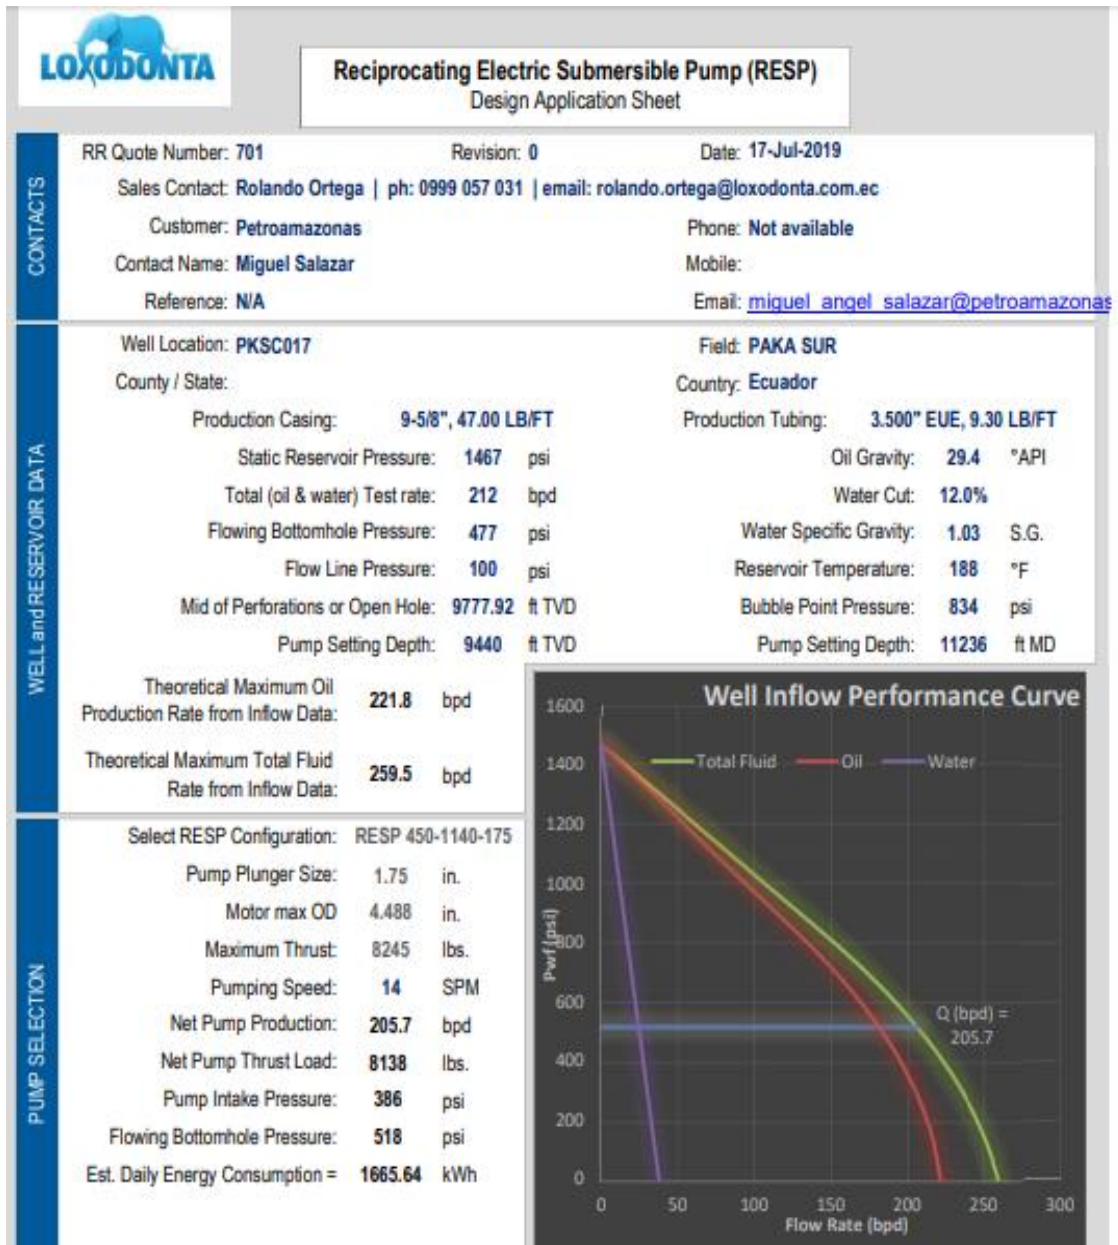 LOXODONTA
Reciprocating Electric Submersible Pump (RESP)
Design Application Sheet
CONTACTS
RR Quote Number: 701 Revision: 0 Date: 17-Jul-2019
Sales Contact: Rolando Ortega | ph: 0999 057 031 | email: rolando.ortega@loxodonta.com.ec
Customer: Petroamazonas Phone: Not available
Contact Name: Miguel Salazar Mobile:
Reference: N/A Email: miguel_angel_salazar@petroamazonas
WELL and RESERVOIR DATA
Well Location: PKSC017 Field: PAKA SUR
County / State: Country: Ecuador
Production Casing: 9-5/8", 47.00 LB/FT Production Tubing: 3.500" EUE, 9.30 LB/FT
Static Reservoir Pressure: 1467 psi Oil Gravity: 29.4 °API
Total (oil & water) Test rate: 212 bpd Water Cut: 12.0%
Flowing Bottomhole Pressure: 477 psi Water Specific Gravity: 1.03 S.G.
Flow Line Pressure: 100 psi Reservoir Temperature: 188 °F
Mid of Perforations or Open Hole: 9777.92 ft TVD Bubble Point Pressure: 834 psi
Pump Setting Depth: 9440 ft TVD Pump Setting Depth: 11236 ft MD
Theoretical Maximum Oil
Production Rate from Inflow Data: 221.8 bpd
Theoretical Maximum Total Fluid
Rate from Inflow Data: 259.5 bpd
PUMP SELECTION
Select RESP Configuration: RESP 450-1140-175
Pump Plunger Size: 1.75 in.
Motor max OD 4.488 in.
Maximum Thrust: 8245 lbs.
Pumping Speed: 14 SPM
Net Pump Production: 205.7 bpd
Net Pump Thrust Load: 8138 lbs.
Pump Intake Pressure: 386 psi
Flowing Bottomhole Pressure: 518 psi
Est. Daily Energy Consumption = 1665.64 kWh
Well Inflow Performance Curve
Total Fluid Oil Water
Pwf (psi)
1600
1400
1200
1000
800
600
400
200
0
Q (bpd) =
205.7
0 50 100 150 200 250 300
Flow Rate (bpd)